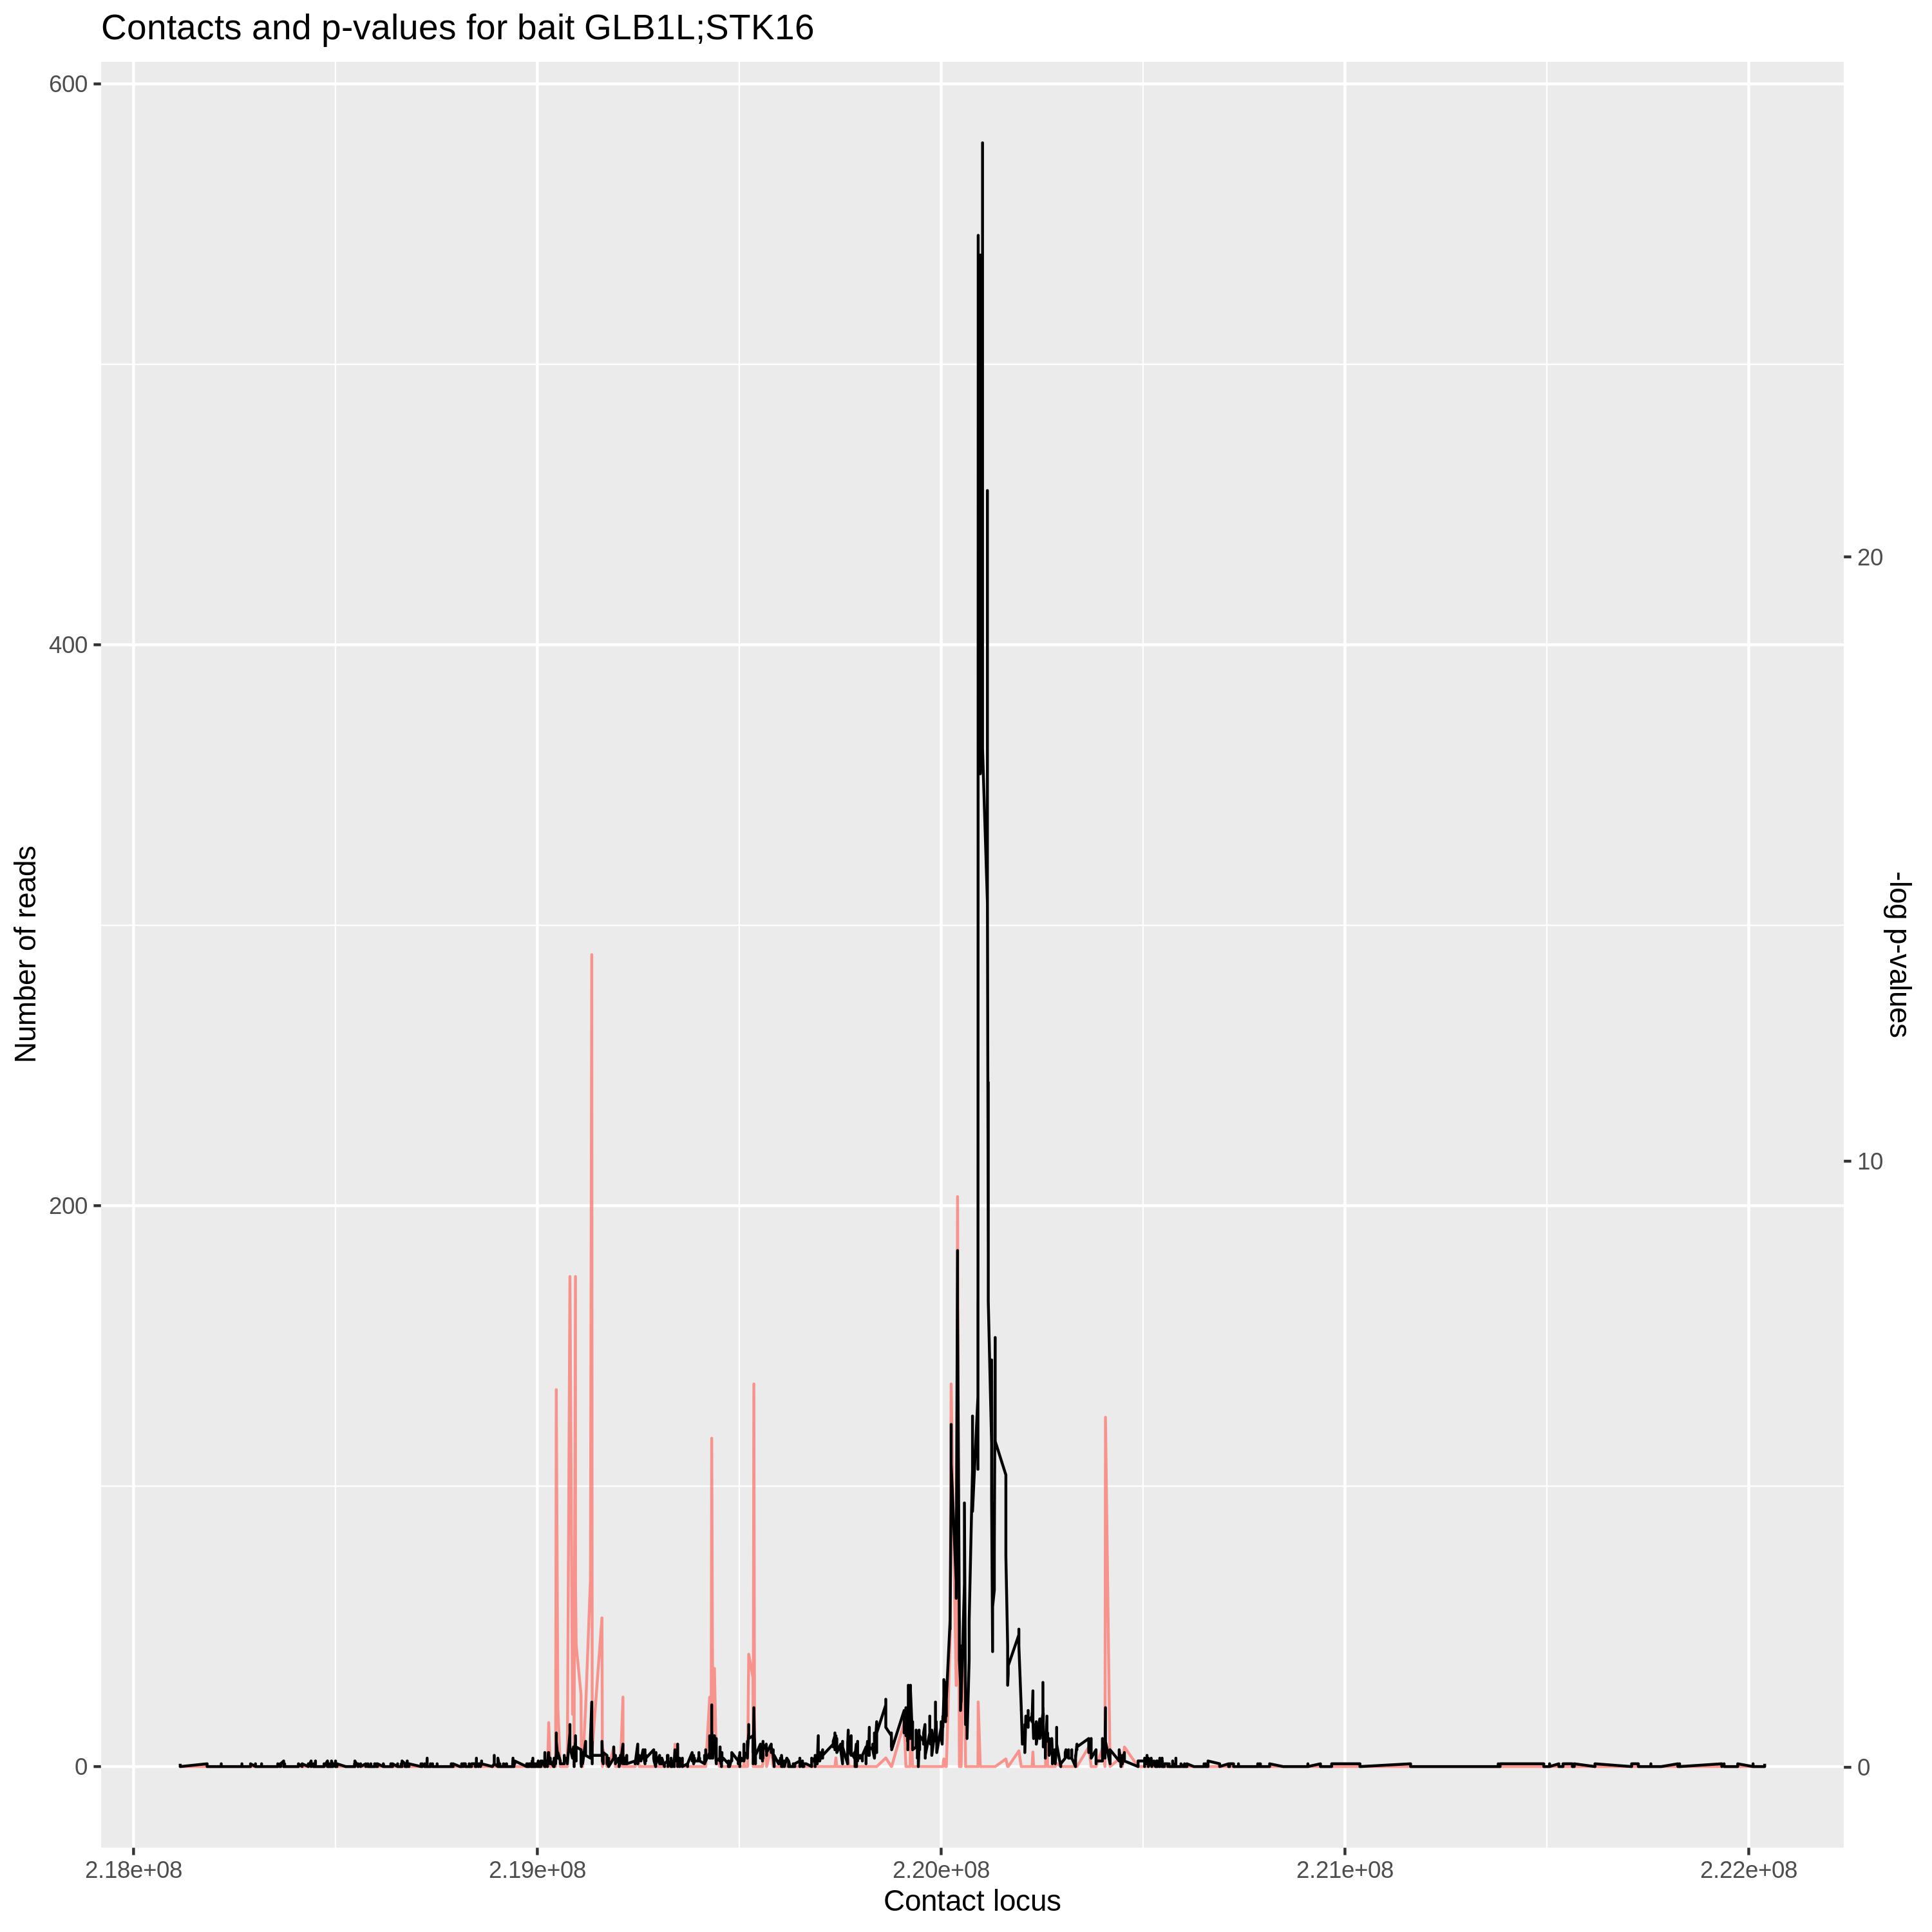 Contacts and p-values for bait GLB1L;STK16
600
400
200
0
Number of reads
20
10
0
-log p-values
2.18e+08
2.19e+08
2.20e+08
2.21e+08
2.22e+08
Contact locus